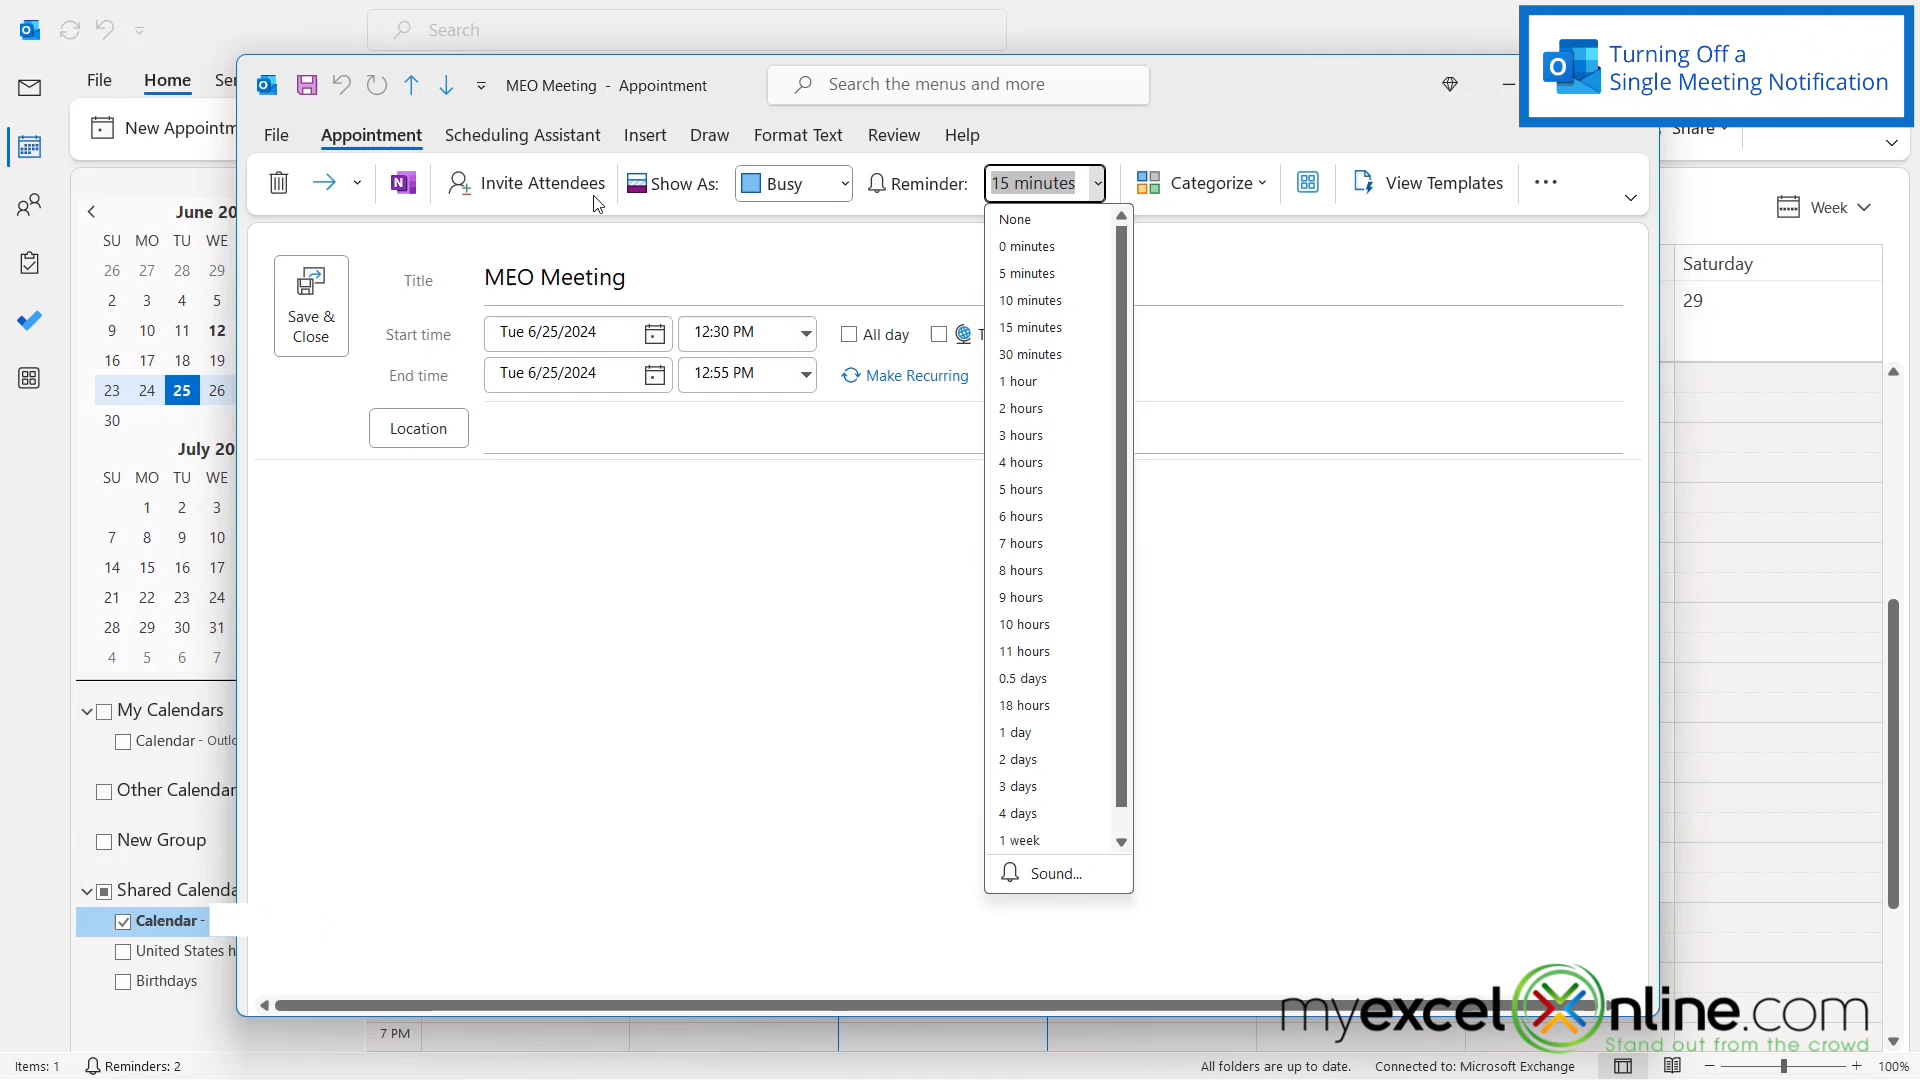 Search
Turning Off a
Single Meeting Notification
File Home Se
New Appointm
Share
MEO Meeting - Appointment
Search the menus and more
File Appointment Scheduling Assistant Insert Draw Format Text Review Help
Invite Attendees Show As: Busy Reminder: 15 minutes Categorize View Templates
June 20
SU MO TU WE
26 27 28 29
2 3 4 5
9 10 11 12
16 17 18 19
23 24 25 26
30
July 20
SU MO TU WE
1 2 3
7 8 9 10
14 15 16 17
21 22 23 24
28 29 30 31
4 5 6 7
My Calendars
Calendar - Outlo
Other Calendar
New Group
Shared Calenda
Calendar -
United States h
Birthdays
Save &
Close
Title MEO Meeting
Start time Tue 6/25/2024 12:30 PM All day T
End time Tue 6/25/2024 12:55 PM Make Recurring
Location
None
0 minutes
5 minutes
10 minutes
15 minutes
30 minutes
1 hour
2 hours
3 hours
4 hours
5 hours
6 hours
7 hours
8 hours
9 hours
10 hours
11 hours
0.5 days
18 hours
1 day
2 days
3 days
4 days
1 week
Sound...
Week
Saturday
29
7 PM
myexcelonline.com
Stand out from the crowd
Items: 1 Reminders: 2 All folders are up to date. Connected to: Microsoft Exchange 100%